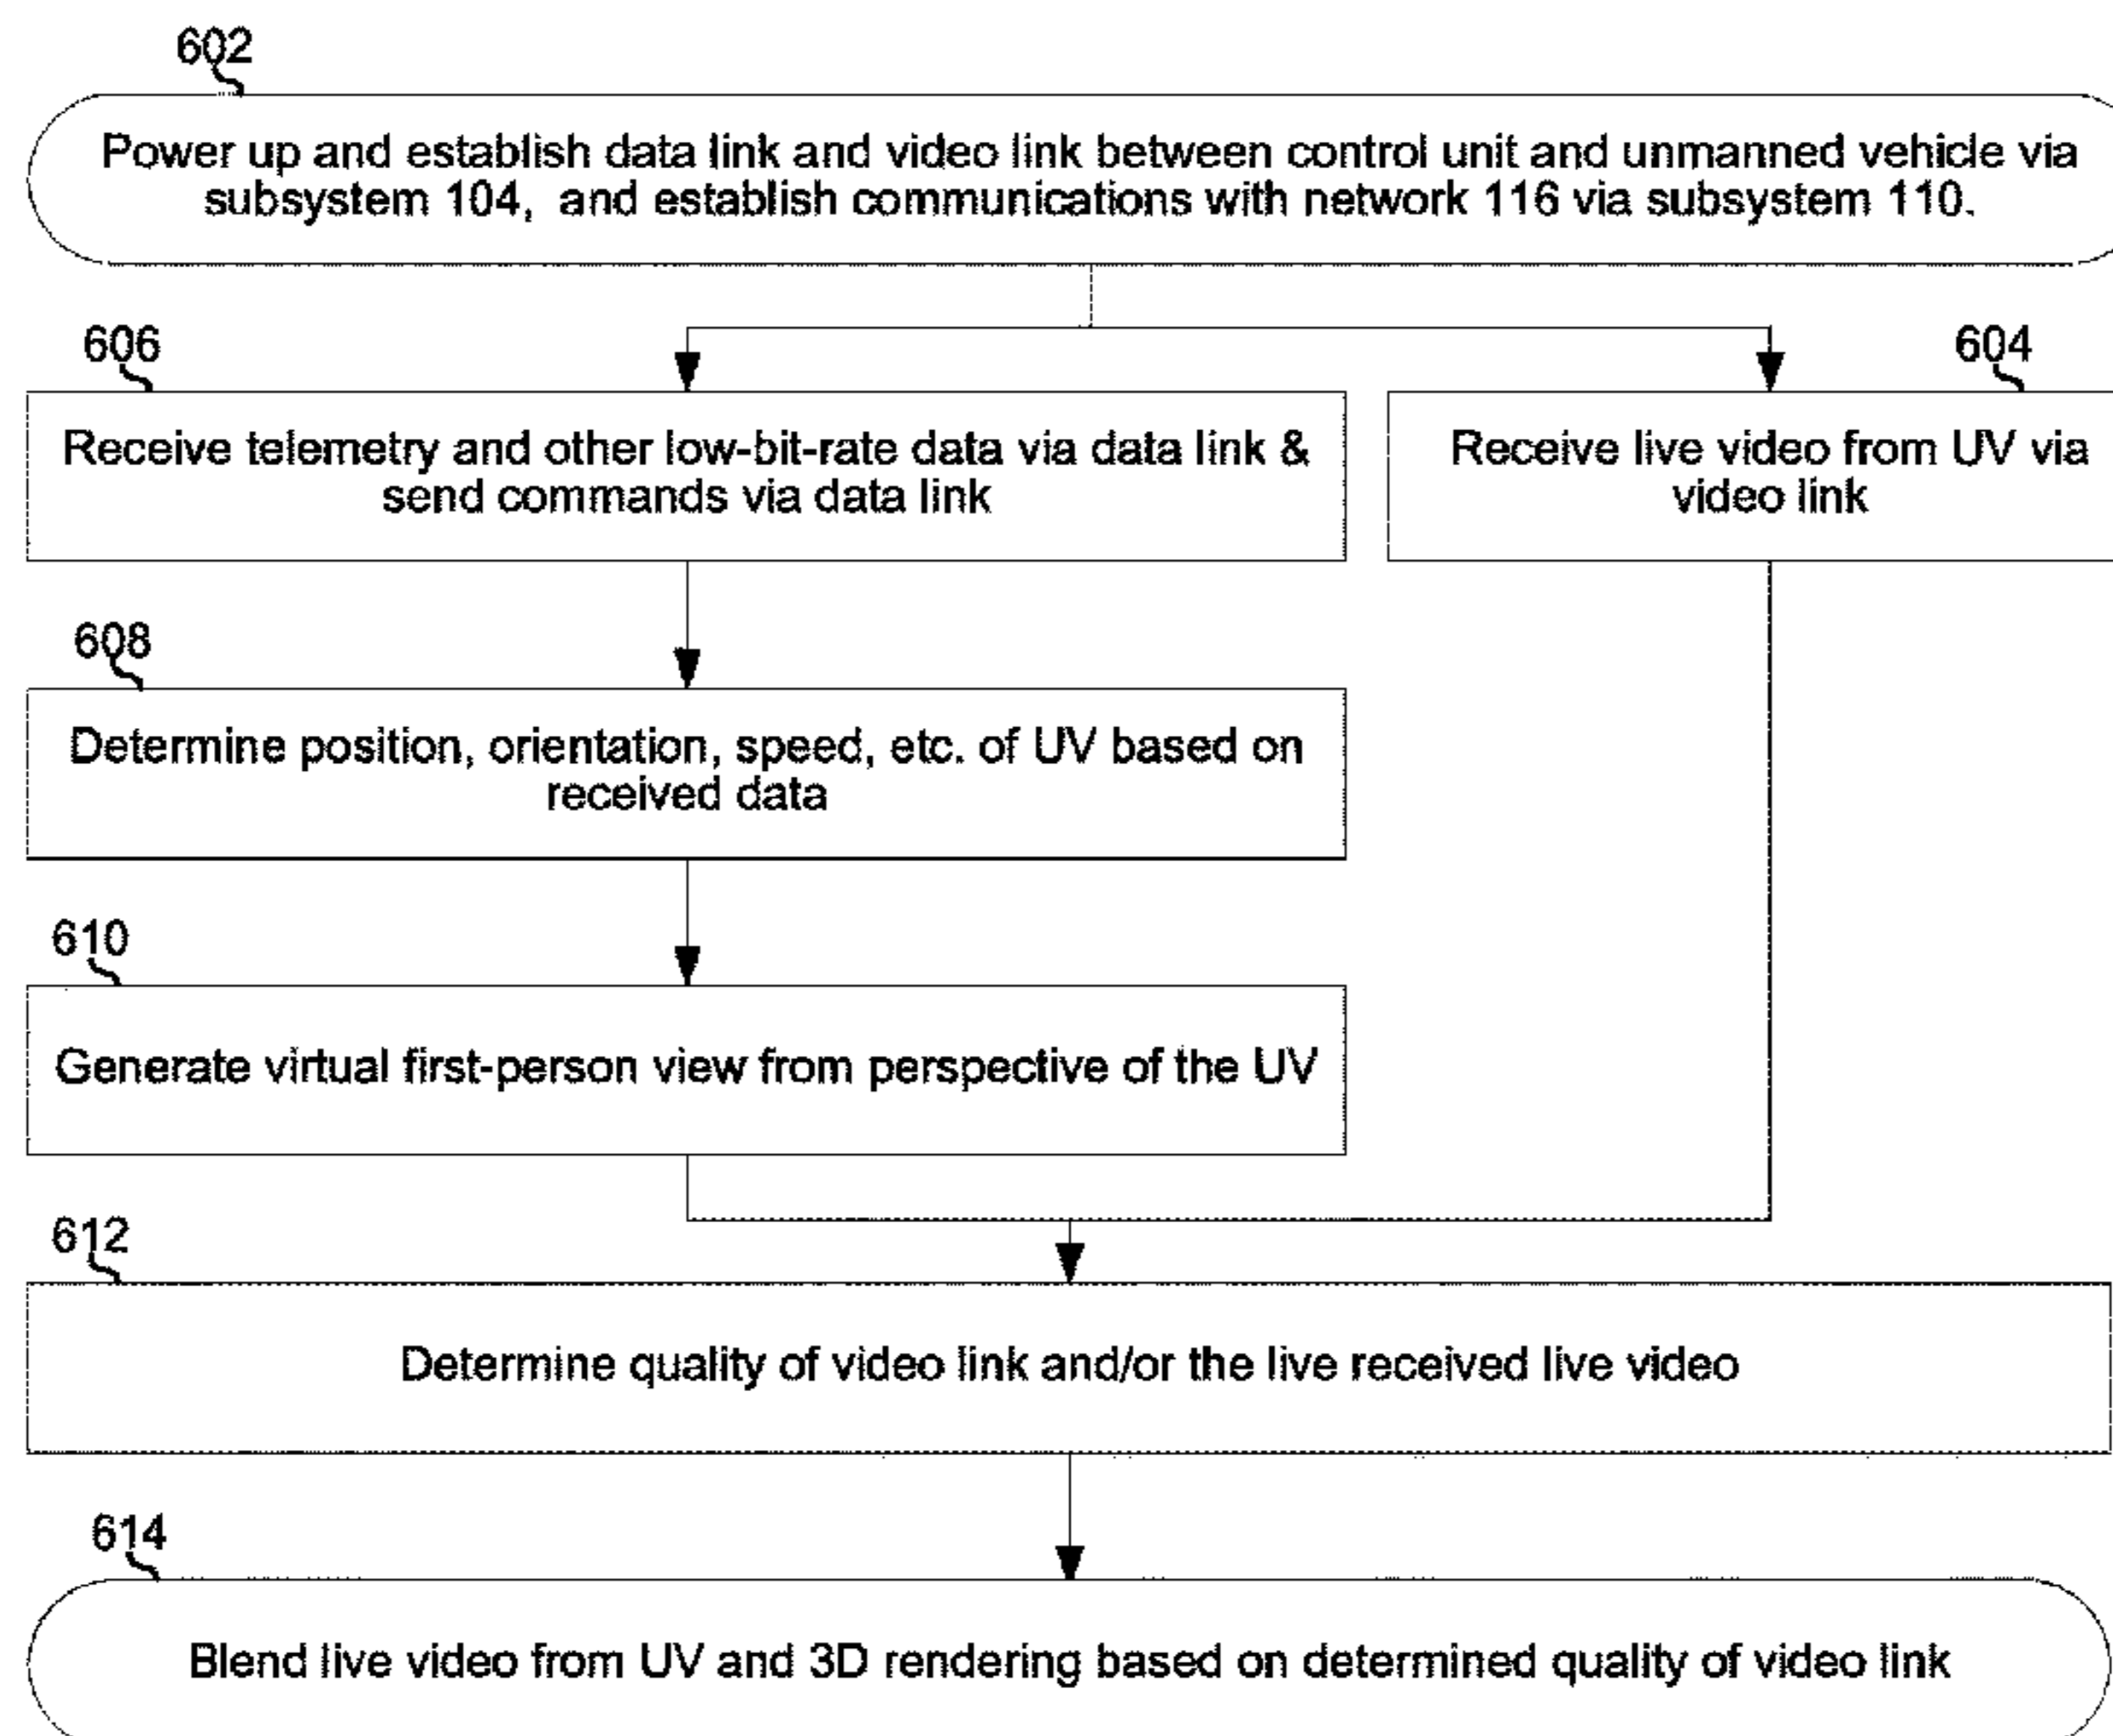 602
Power up and establish data link and video link between control unit and unmanned vehicle via
subsystem 104, and establish communications with network 116 via subsystem 110.
606
Receive telemetry and other low-bit-rate data via data link &
send commands via data link
604
Receive live video from UV via
video link
608
Determine position, orientation, speed, etc. of UV based on
received data
610
Generate virtual first-person view from perspective of the UV
612
Determine quality of video link and/or the live received live video
614
Blend live video from UV and 3D rendering based on determined quality of video link